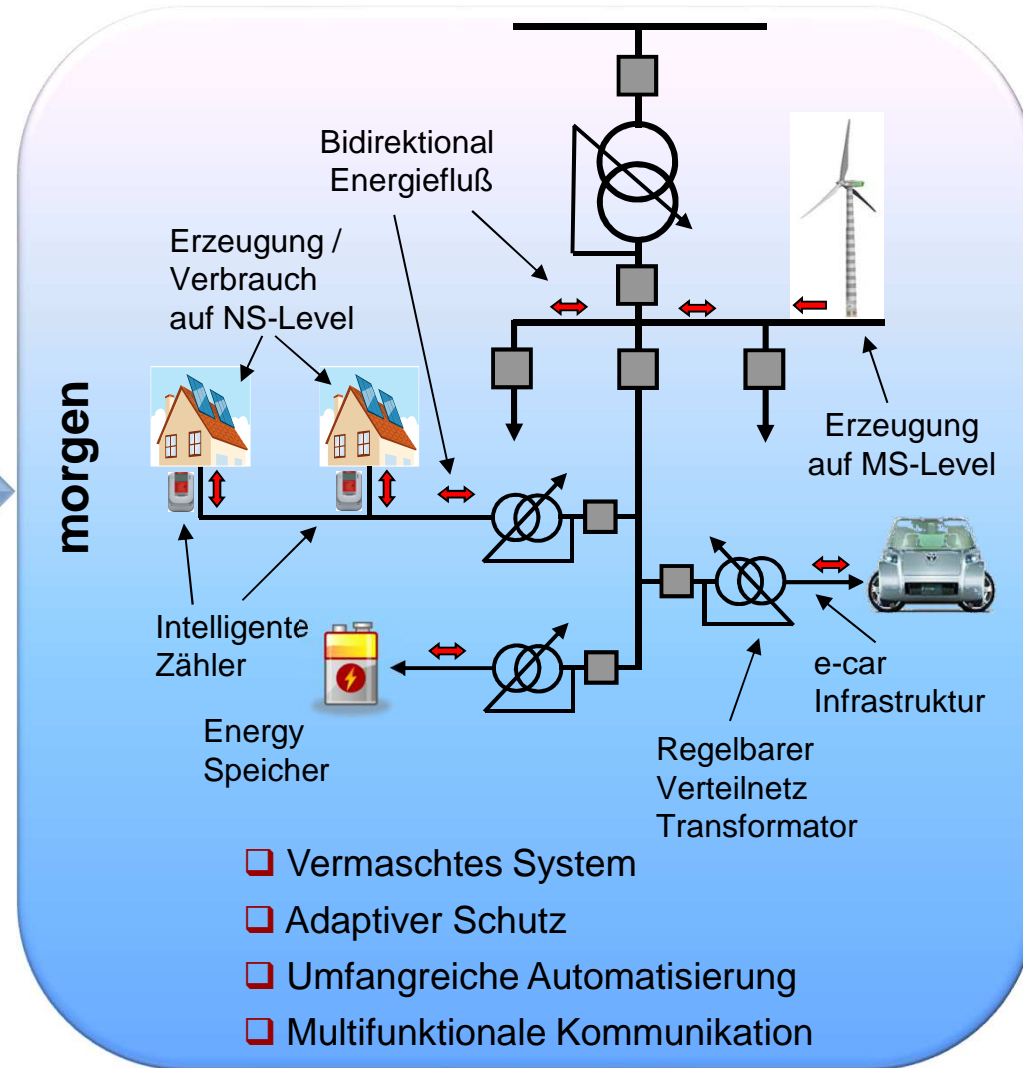 Bidirektional
Energiefluß
Erzeugung /
Verbrauch
auf NS-Level
morgen
Erzeugung
auf MS-Level
Intelligente
Zähler
e-car
Infrastruktur
Energy
Speicher
Regelbarer
Verteilnetz
Transformator
Vermaschtes System
Adaptiver Schutz
Umfangreiche Automatisierung
Multifunktionale Kommunikation